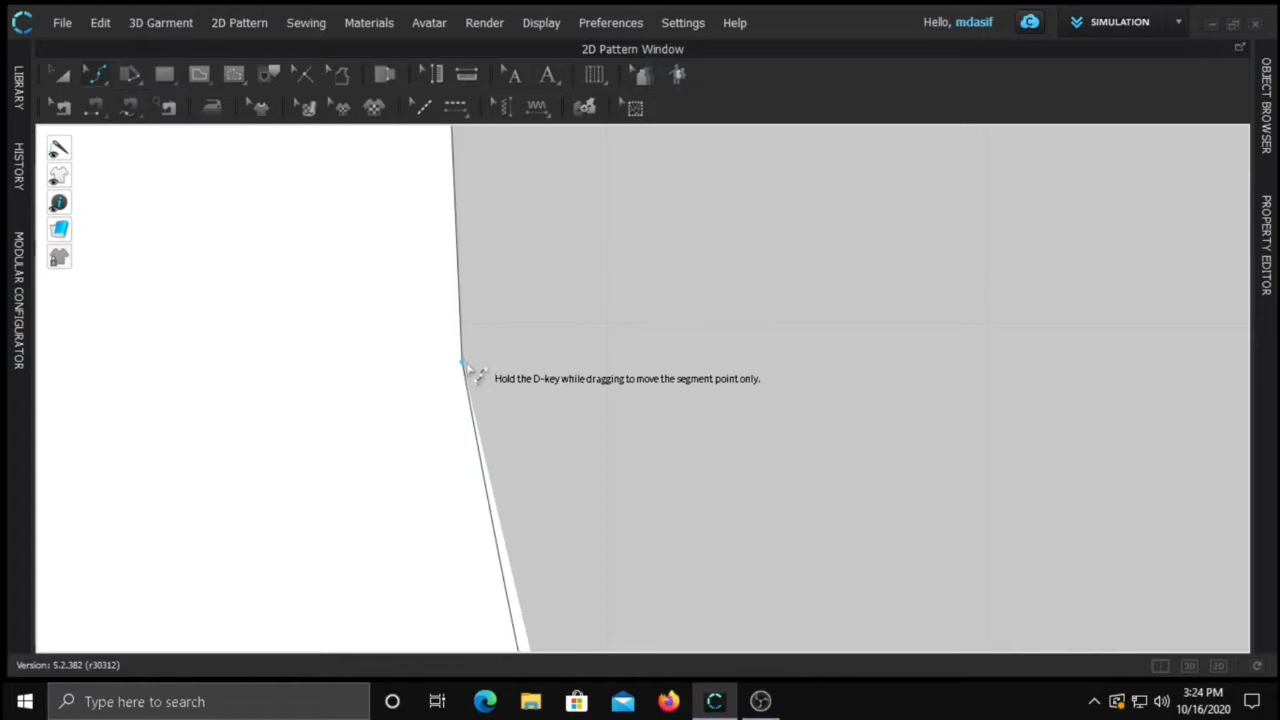 File Edit 3D Garment 2D Pattern Sewing Materials Avatar Render Display Preferences Settings Help Hello, mdasif SIMULATION
2D Pattern Window
LIBRARY
HISTORY
MODULAR CONFIGURATOR
OBJECT BROWSER
PROPERTY EDITOR
Hold the D-key while dragging to move the segment point only.
Version: 5.2.382 (r30312)
3D 2D
Type here to search
3:24 PM
10/16/2020